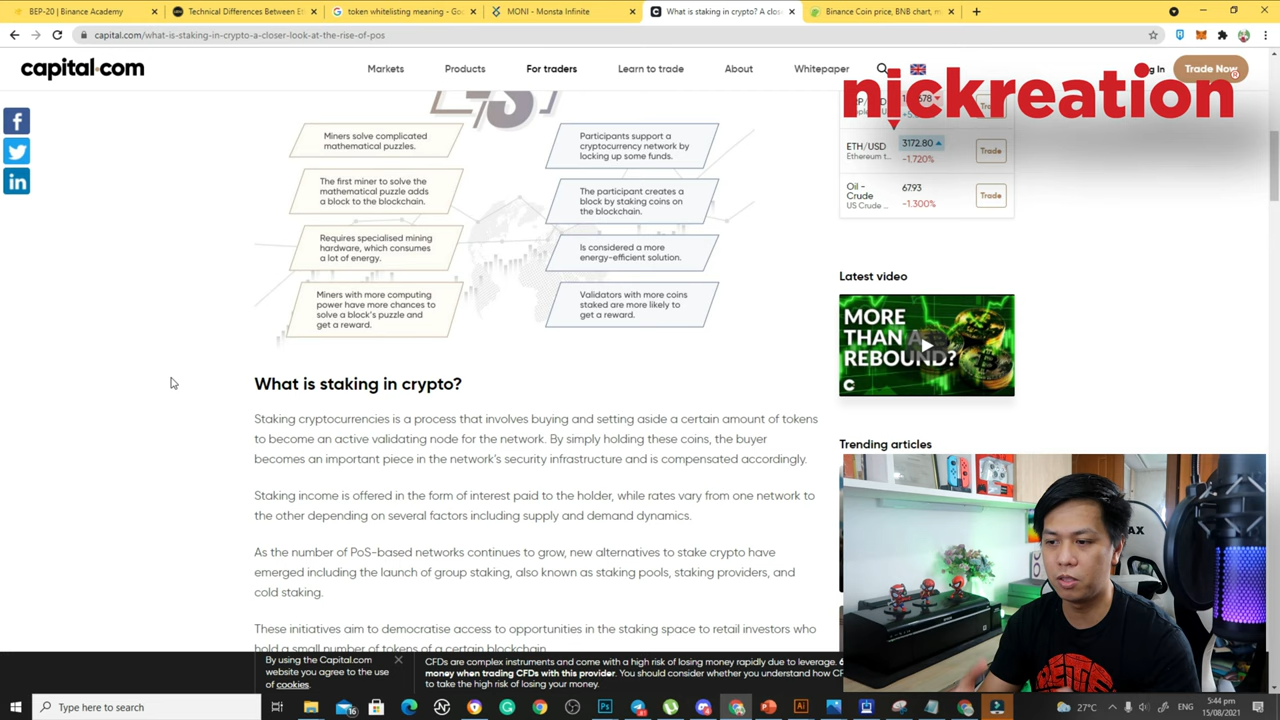 BEP-20 | Binance Academy
Technical Differences Between Et
token whitelisting meaning - Goo
MONI - Monsta Infinite
What is staking in crypto? A clos
Binance Coin price, BNB chart, m
capital.com/what-is-staking-in-crypto-a-closer-look-at-the-rise-of-pos
capital.com
Markets
Products
For traders
Learn to trade
About
Whitepaper
g In
Trade Now
nickreation
Miners solve complicated
mathematical puzzles.
The first miner to solve the
mathematical puzzle adds
a block to the blockchain.
Requires specialised mining
hardware, which consumes
a lot of energy.
Miners with more computing
power have more chances to
solve a block's puzzle and
get a reward.
Participants support a
cryptocurrency network by
locking up some funds.
The participant creates a
block by staking coins on
the blockchain.
Is considered a more
energy-efficient solution.
Validators with more coins
staked are more likely to
get a reward.
ETH/USD
Ethereum t...
3172.80
-1.720%
Trade
Oil -
Crude
US Crude ...
67.93
-1.300%
Trade
Latest video
MORE
THAN A
REBOUND?
Trending articles
What is staking in crypto?
Staking cryptocurrencies is a process that involves buying and setting aside a certain amount of tokens
to become an active validating node for the network. By simply holding these coins, the buyer
becomes an important piece in the network's security infrastructure and is compensated accordingly.
Staking income is offered in the form of interest paid to the holder, while rates vary from one network to
the other depending on several factors including supply and demand dynamics.
As the number of PoS-based networks continues to grow, new alternatives to stake crypto have
emerged including the launch of group staking, also known as staking pools, staking providers, and
cold staking.
These initiatives aim to democratise access to opportunities in the staking space to retail investors who
hold a small number of tokens of a certain blockchain.
By using the Capital.com
website you agree to the use
of cookies.
CFDs are complex instruments and come with a high risk of losing money rapidly due to leverage. 6
money when trading CFDs with this provider. You should consider whether you understand how CF
to take the high risk of losing your money.
Type here to search
27°C
ENG
5:44 pm
15/08/2021